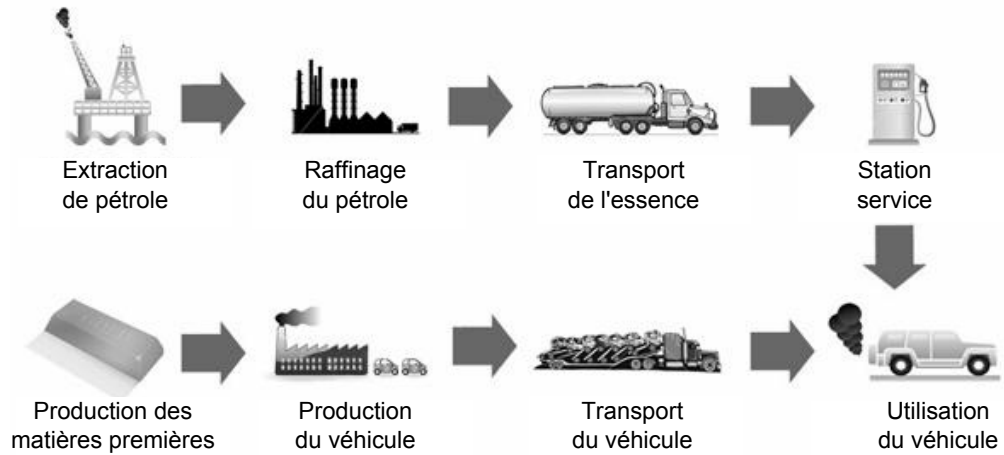 Extraction
de pétrole
Raffinage
du pétrole
Transport
de l'essence
Station
service
Production des
matières premières
Production
du véhicule
Transport
du véhicule
Utilisation
du véhicule